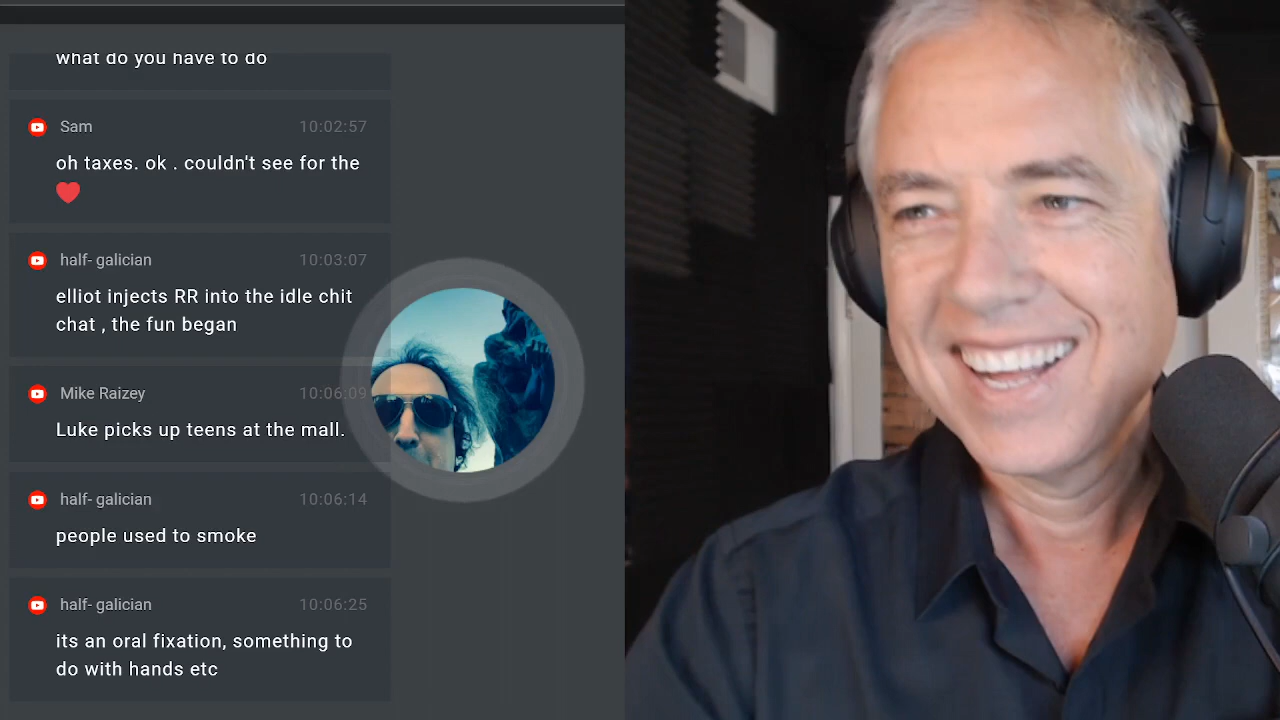 what do you have to do
Sam 10:02:57
oh taxes. ok . couldn't see for the
❤️
half- galician 10:03:07
elliot injects RR into the idle chit
chat , the fun began
Mike Raizey 10:06:09
Luke picks up teens at the mall.
half- galician 10:06:14
people used to smoke
half- galician 10:06:25
its an oral fixation, something to
do with hands etc